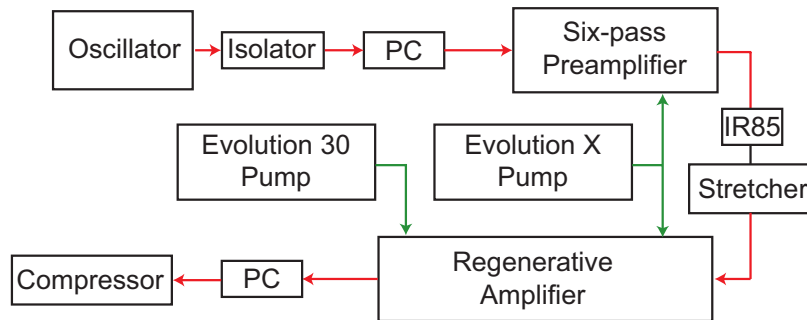 Oscillator
Isolator
PC
Six-pass
Preamplifier
IR85
Evolution 30
Pump
Evolution X
Pump
Stretcher
Compressor
PC
Regenerative
Amplifier